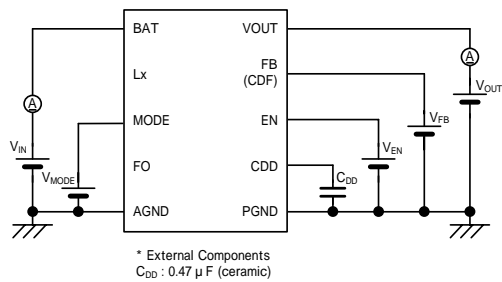 BAT
VOUT
A
A
Lx
FB
(CDF)
VOUT
MODE
EN
VFB
VIN
VMODE
FO
CDD
CDD
VEN
AGND
PGND
* External Components
CDD : 0.47 μF (ceramic)